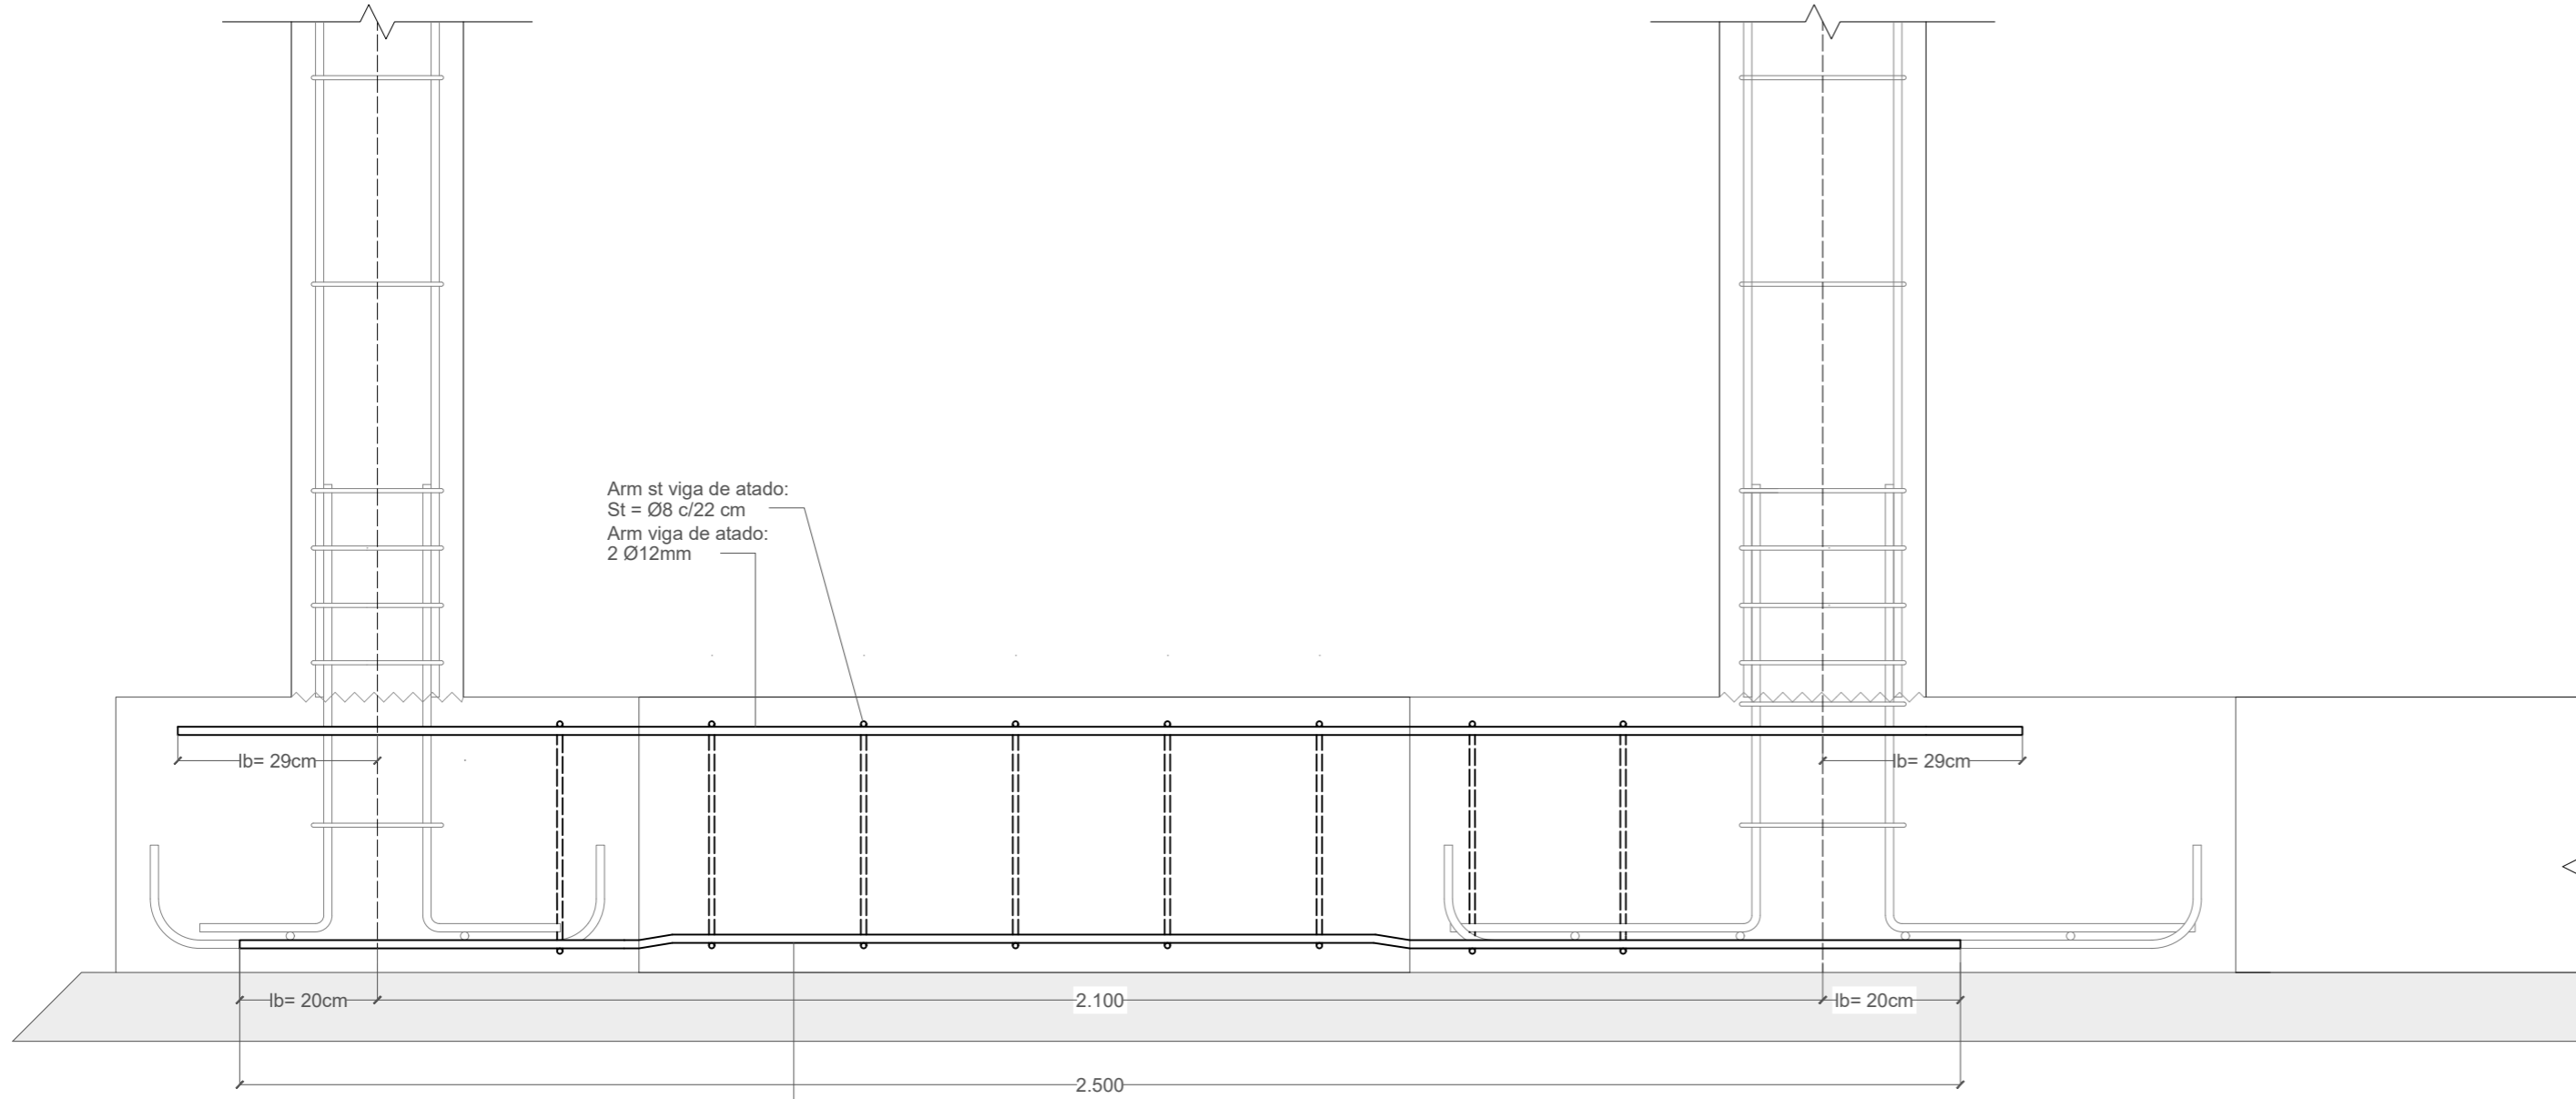 Arm st viga de atado:
St = Ø8 c/22 cm
Arm viga de atado:
2 Ø12mm
lb= 29cm
lb= 29cm
lb= 20cm
2.100
lb= 20cm
2.500